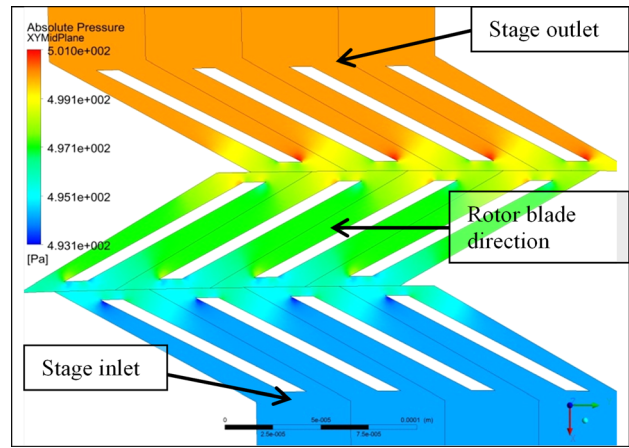 Absolute Pressure
XYMidPlane
5.010e+002
4.991e+002
4.971e+002
4.951e+002
4.931e+002
[Pa]
Stage outlet
Rotor blade
direction
Stage inlet
0 5e-005 0.0001 (m)
2.5e-005 7.5e-005